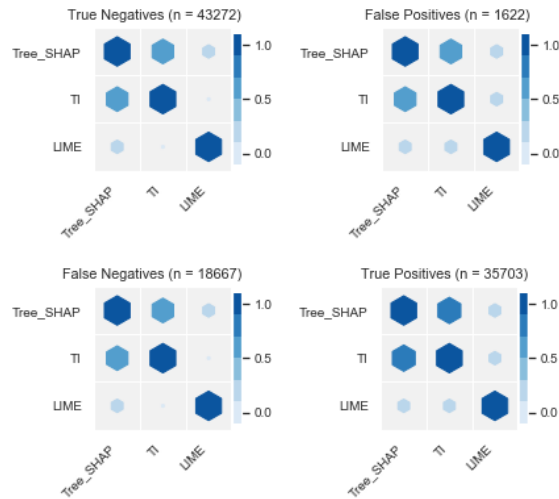 True Negatives (n = 43272)
Tree_SHAP
TI
LIME
1.0
0.5
0.0
Tree_SHAP
TI
LIME
False Positives (n = 1622)
Tree_SHAP
TI
LIME
1.0
0.5
0.0
Tree_SHAP
TI
LIME
False Negatives (n = 18667)
Tree_SHAP
TI
LIME
1.0
0.5
0.0
Tree_SHAP
TI
LIME
True Positives (n = 35703)
Tree_SHAP
TI
LIME
1.0
0.5
0.0
Tree_SHAP
TI
LIME